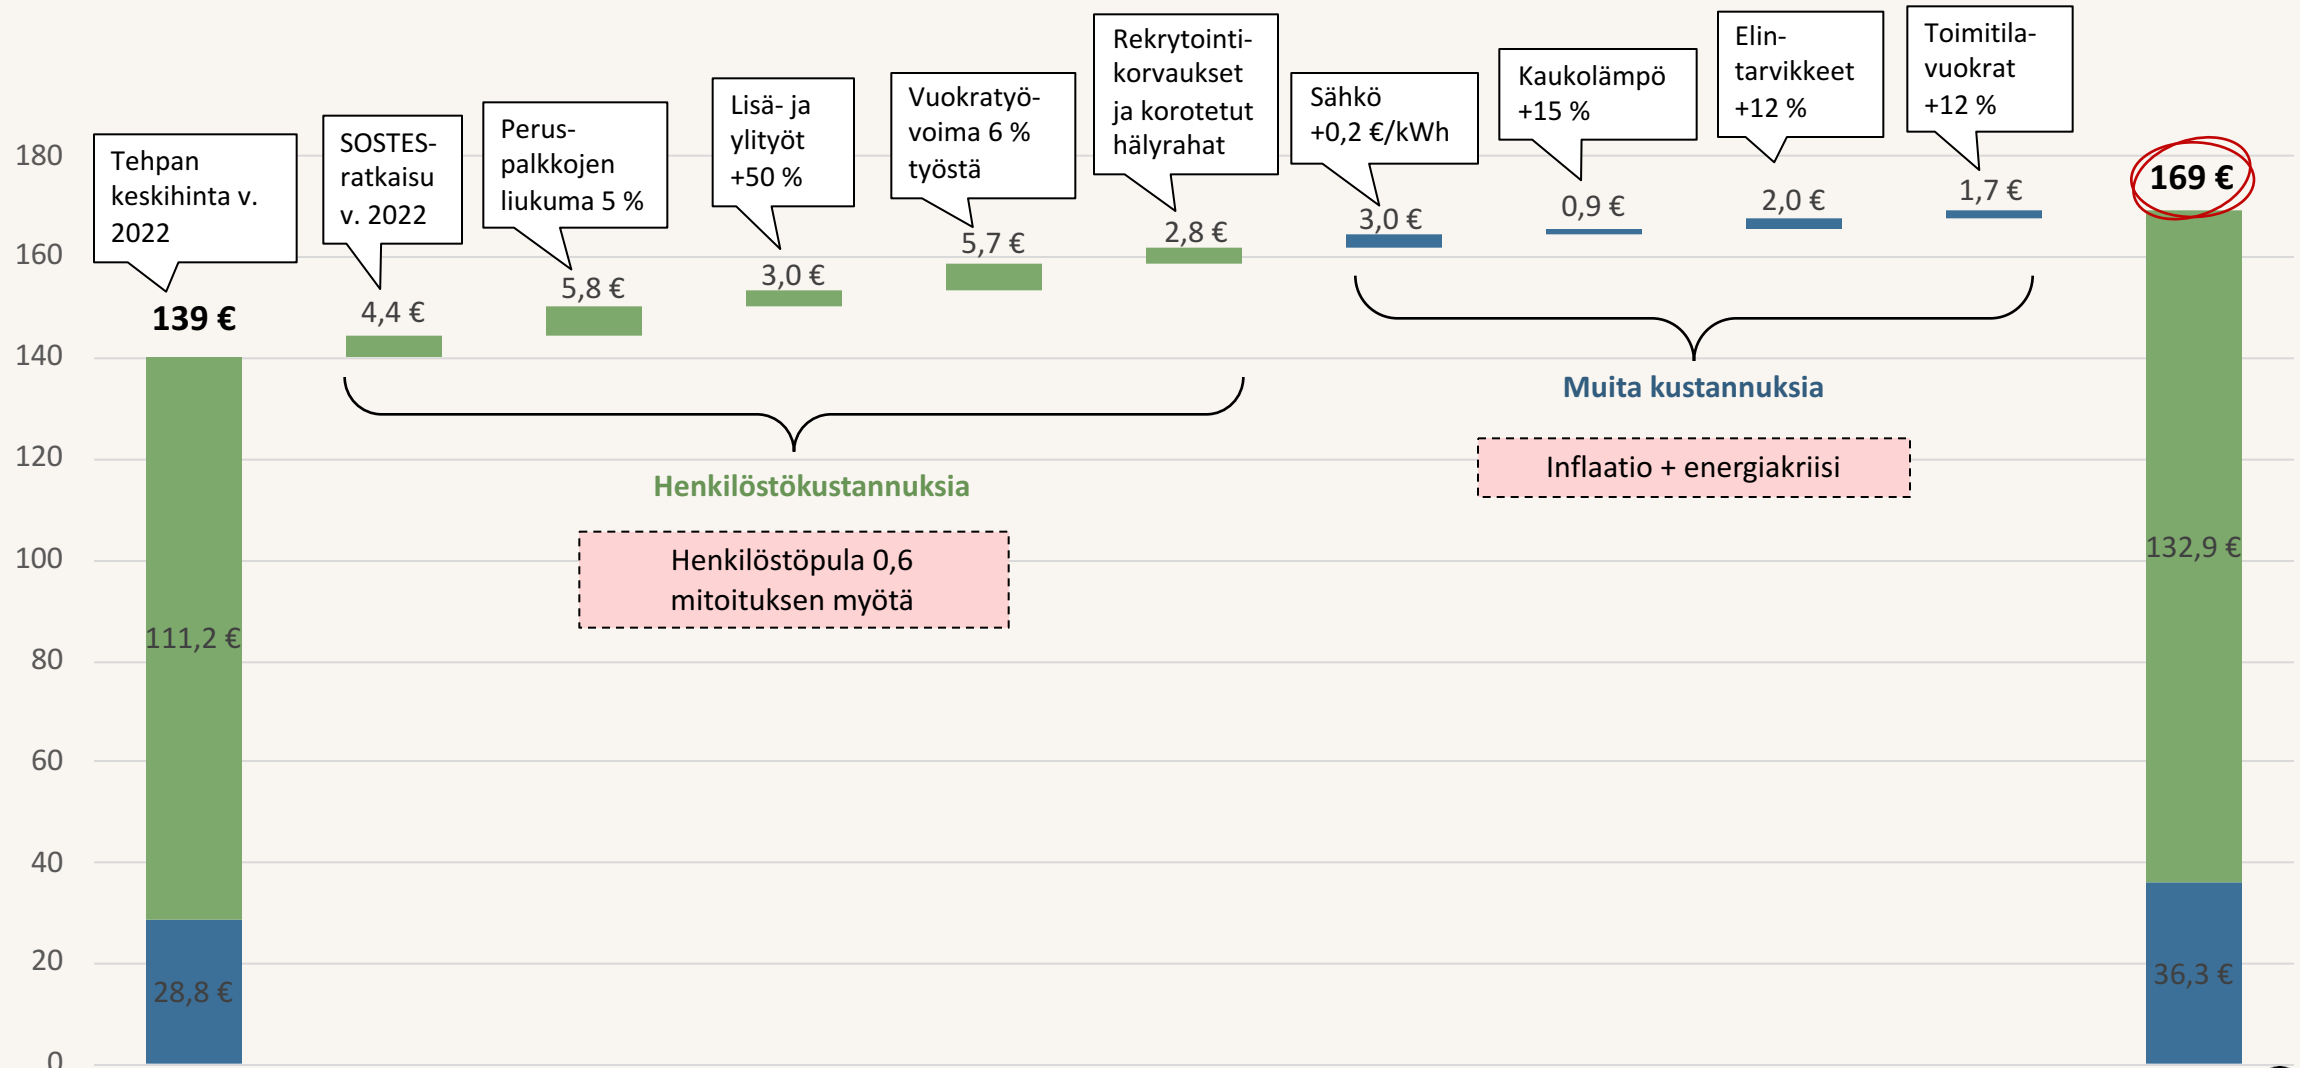 Tehpan
keskihinta v.
2022
139 €
111,2 €
28,8 €
SOSTES-
ratkaisu
v. 2022
4,4 €
Perus-
palkkojen
liukuma 5 %
5,8 €
Lisä- ja
ylityöt
+50 %
3,0 €
Vuokratyö-
voima 6 %
työstä
5,7 €
Rekrytointi-
korvaukset
ja korotetut
hälyrahat
2,8 €
Sähkö
+0,2 €/kWh
3,0 €
Kaukolämpö
+15 %
0,9 €
Elin-
tarvikkeet
+12 %
2,0 €
Toimitila-
vuokrat
+12 %
1,7 €
169 €
132,9 €
36,3 €
Henkilöstökustannuksia
Henkilöstöpula 0,6
mitoituksen myötä
Muita kustannuksia
Inflaatio + energiakriisi
180
160
140
120
100
80
60
40
20
0